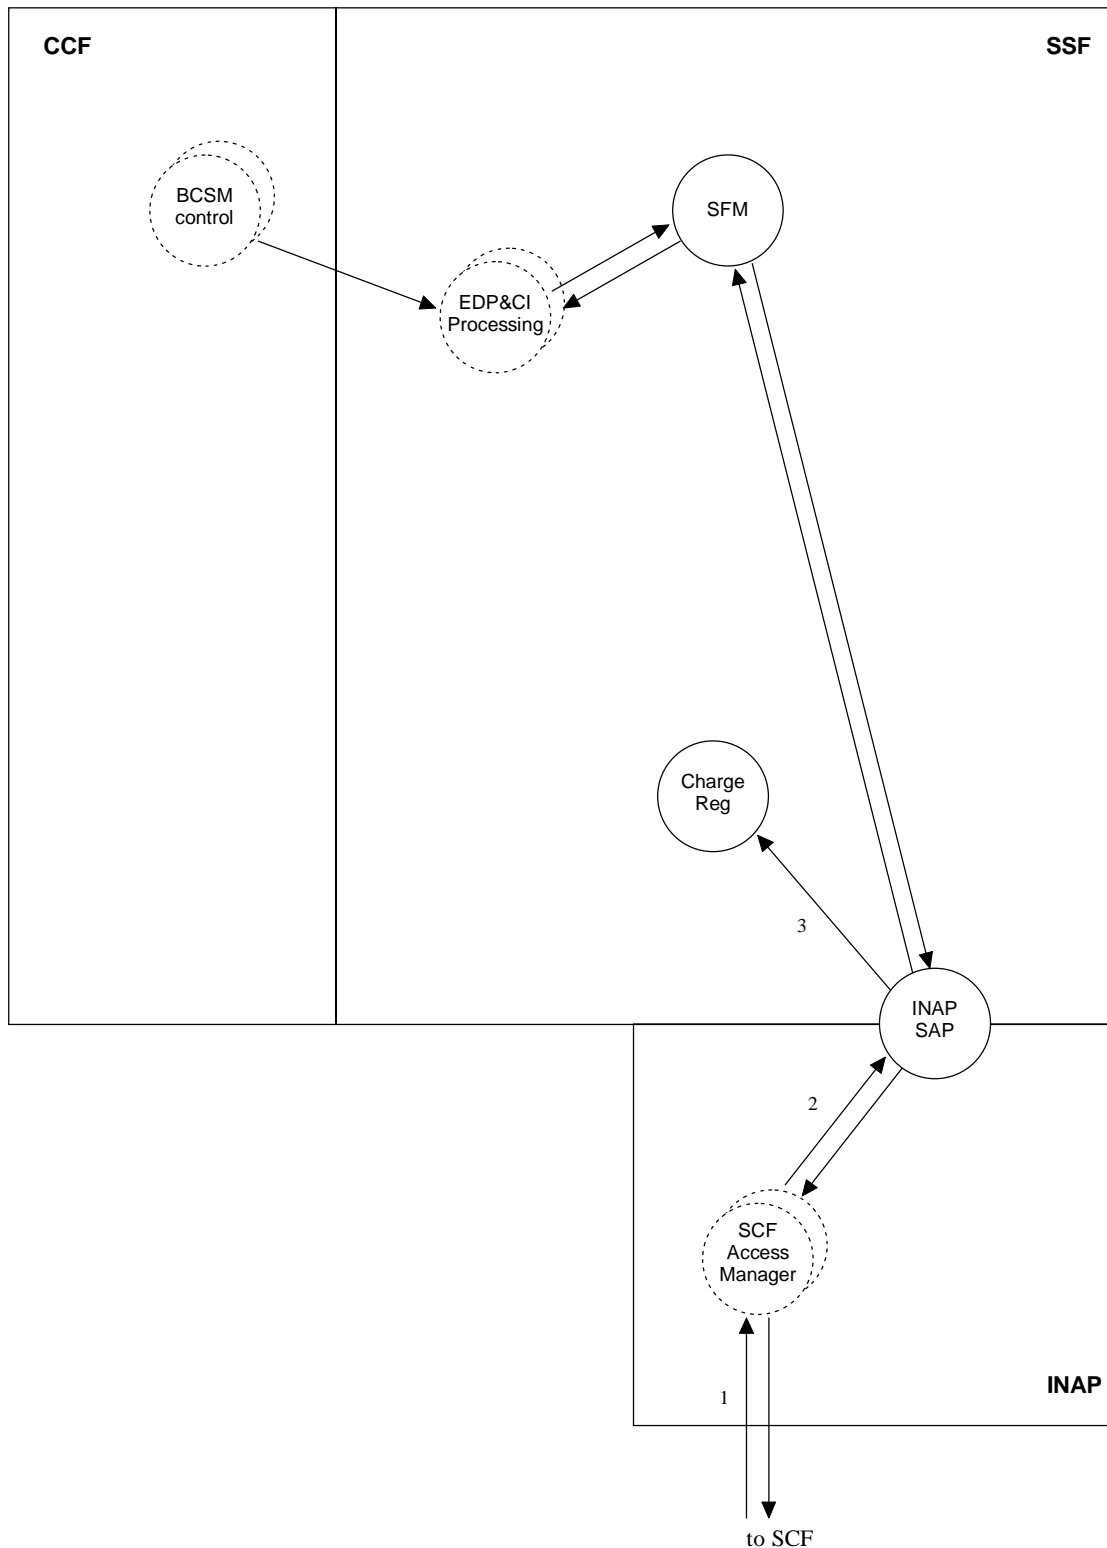 CCF
SSF
BCSM
control
SFM
EDP&CI
Processing
Charge
Reg
3
INAP
SAP
2
SCF
Access
Manager
INAP
1
to SCF